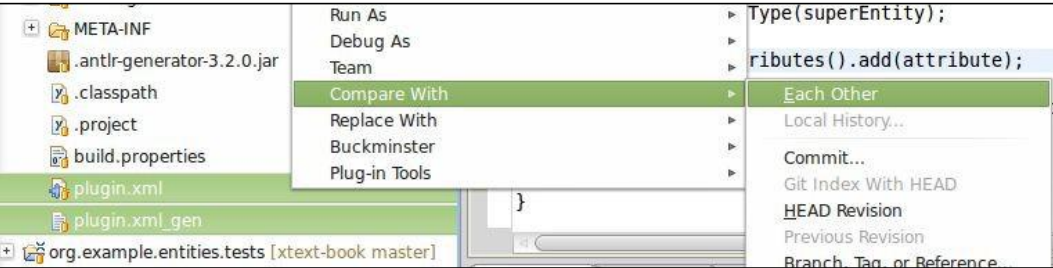 META-INF
.antlr-generator-3.2.0.jar
.classpath
.project
build.properties
plugin.xml
plugin.xml_gen
org.example.entities.tests [xtext-book master]
Run As
Debug As
Team
Compare With
Replace With
Buckminster
Plug-in Tools
Type(superEntity);
ributes().add(attribute);
}
Each Other
Local History...
Commit...
Git Index With HEAD
HEAD Revision
Previous Revision
Branch, Tag, or Reference...